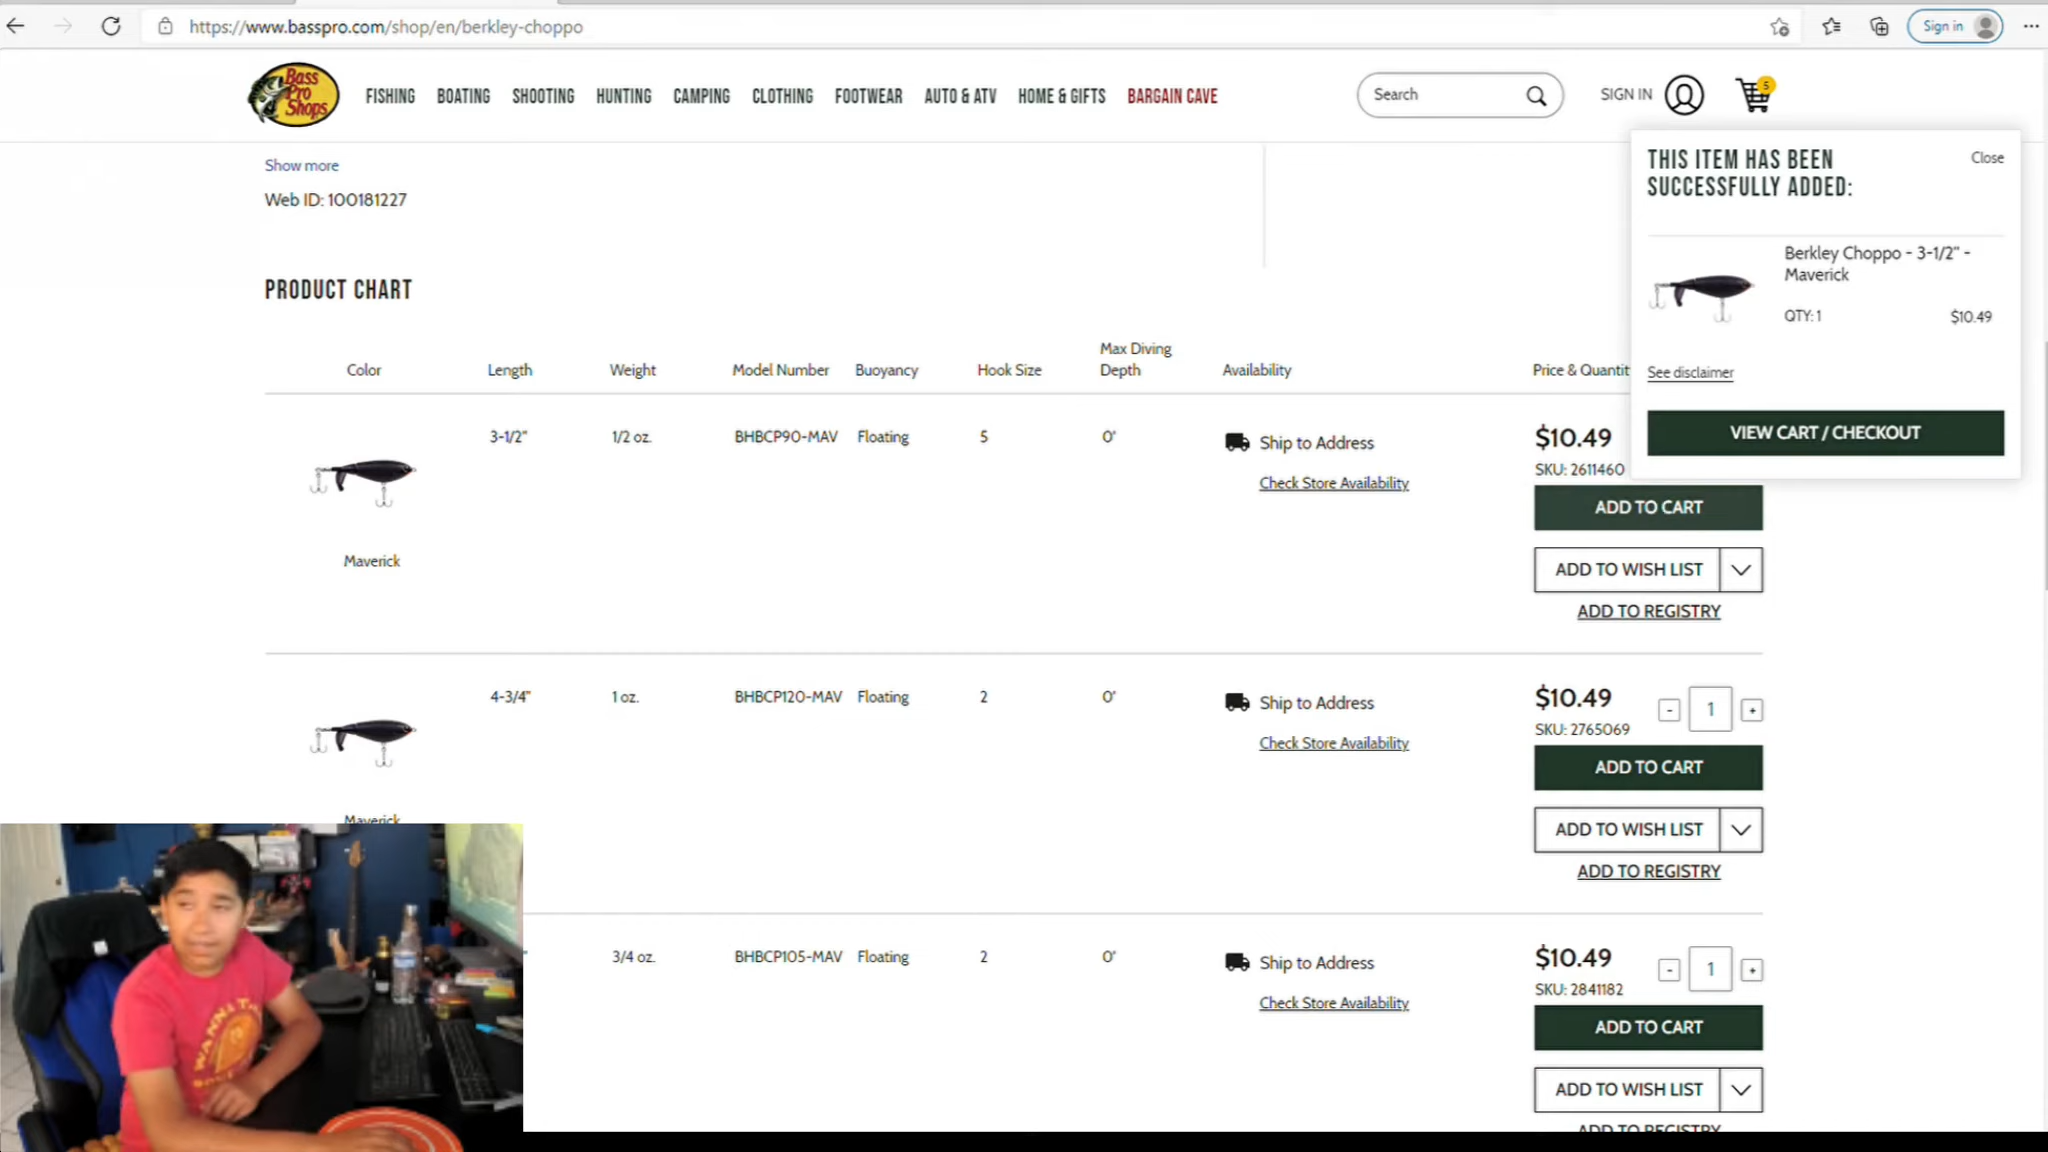 https://www.basspro.com/shop/en/berkley-choppo
Sign in
Bass
Pro
Shops
FISHING BOATING SHOOTING HUNTING CAMPING CLOTHING FOOTWEAR AUTO & ATV HOME & GIFTS BARGAIN CAVE
Search
SIGN IN
5
Show more
Web ID: 100181227
THIS ITEM HAS BEEN
SUCCESSFULLY ADDED:
Close
Berkley Choppo - 3-1/2" -
Maverick
QTY: 1 $10.49
See disclaimer
VIEW CART / CHECKOUT
PRODUCT CHART
Color Length Weight Model Number Buoyancy Hook Size Max Diving
Depth Availability Price & Quantit
3-1/2" 1/2 oz. BHBCP90-MAV Floating 5 0' Ship to Address $10.49
Check Store Availability
SKU: 2611460
ADD TO CART
Maverick
ADD TO WISH LIST
ADD TO REGISTRY
4-3/4" 1 oz. BHBCP120-MAV Floating 2 0' Ship to Address $10.49
- 1 +
Check Store Availability
SKU: 2765069
ADD TO CART
Maverick
ADD TO WISH LIST
ADD TO REGISTRY
3/4 oz. BHBCP105-MAV Floating 2 0' Ship to Address $10.49
- 1 +
Check Store Availability
SKU: 2841182
ADD TO CART
ADD TO WISH LIST
ADD TO REGISTRY
WANNA